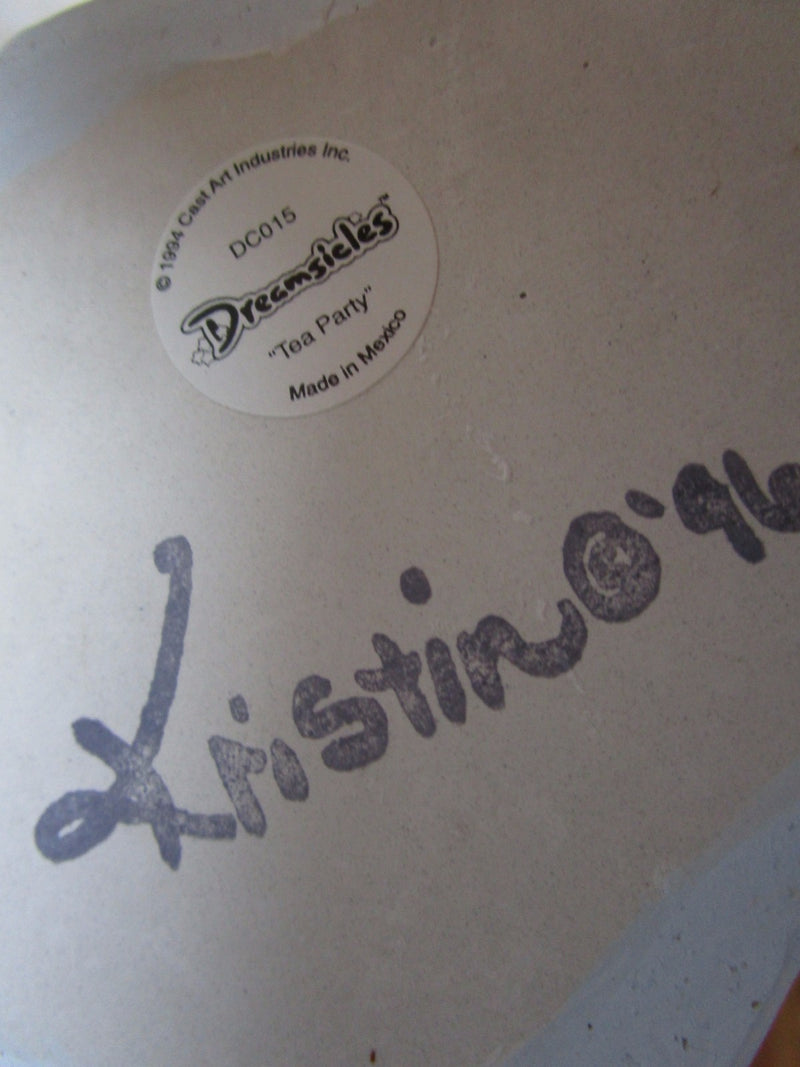 © 1994 Cast Art Industries Inc.
DC015
Dreamsicles™
"Tea Party"
Made in Mexico
Kristin © '96